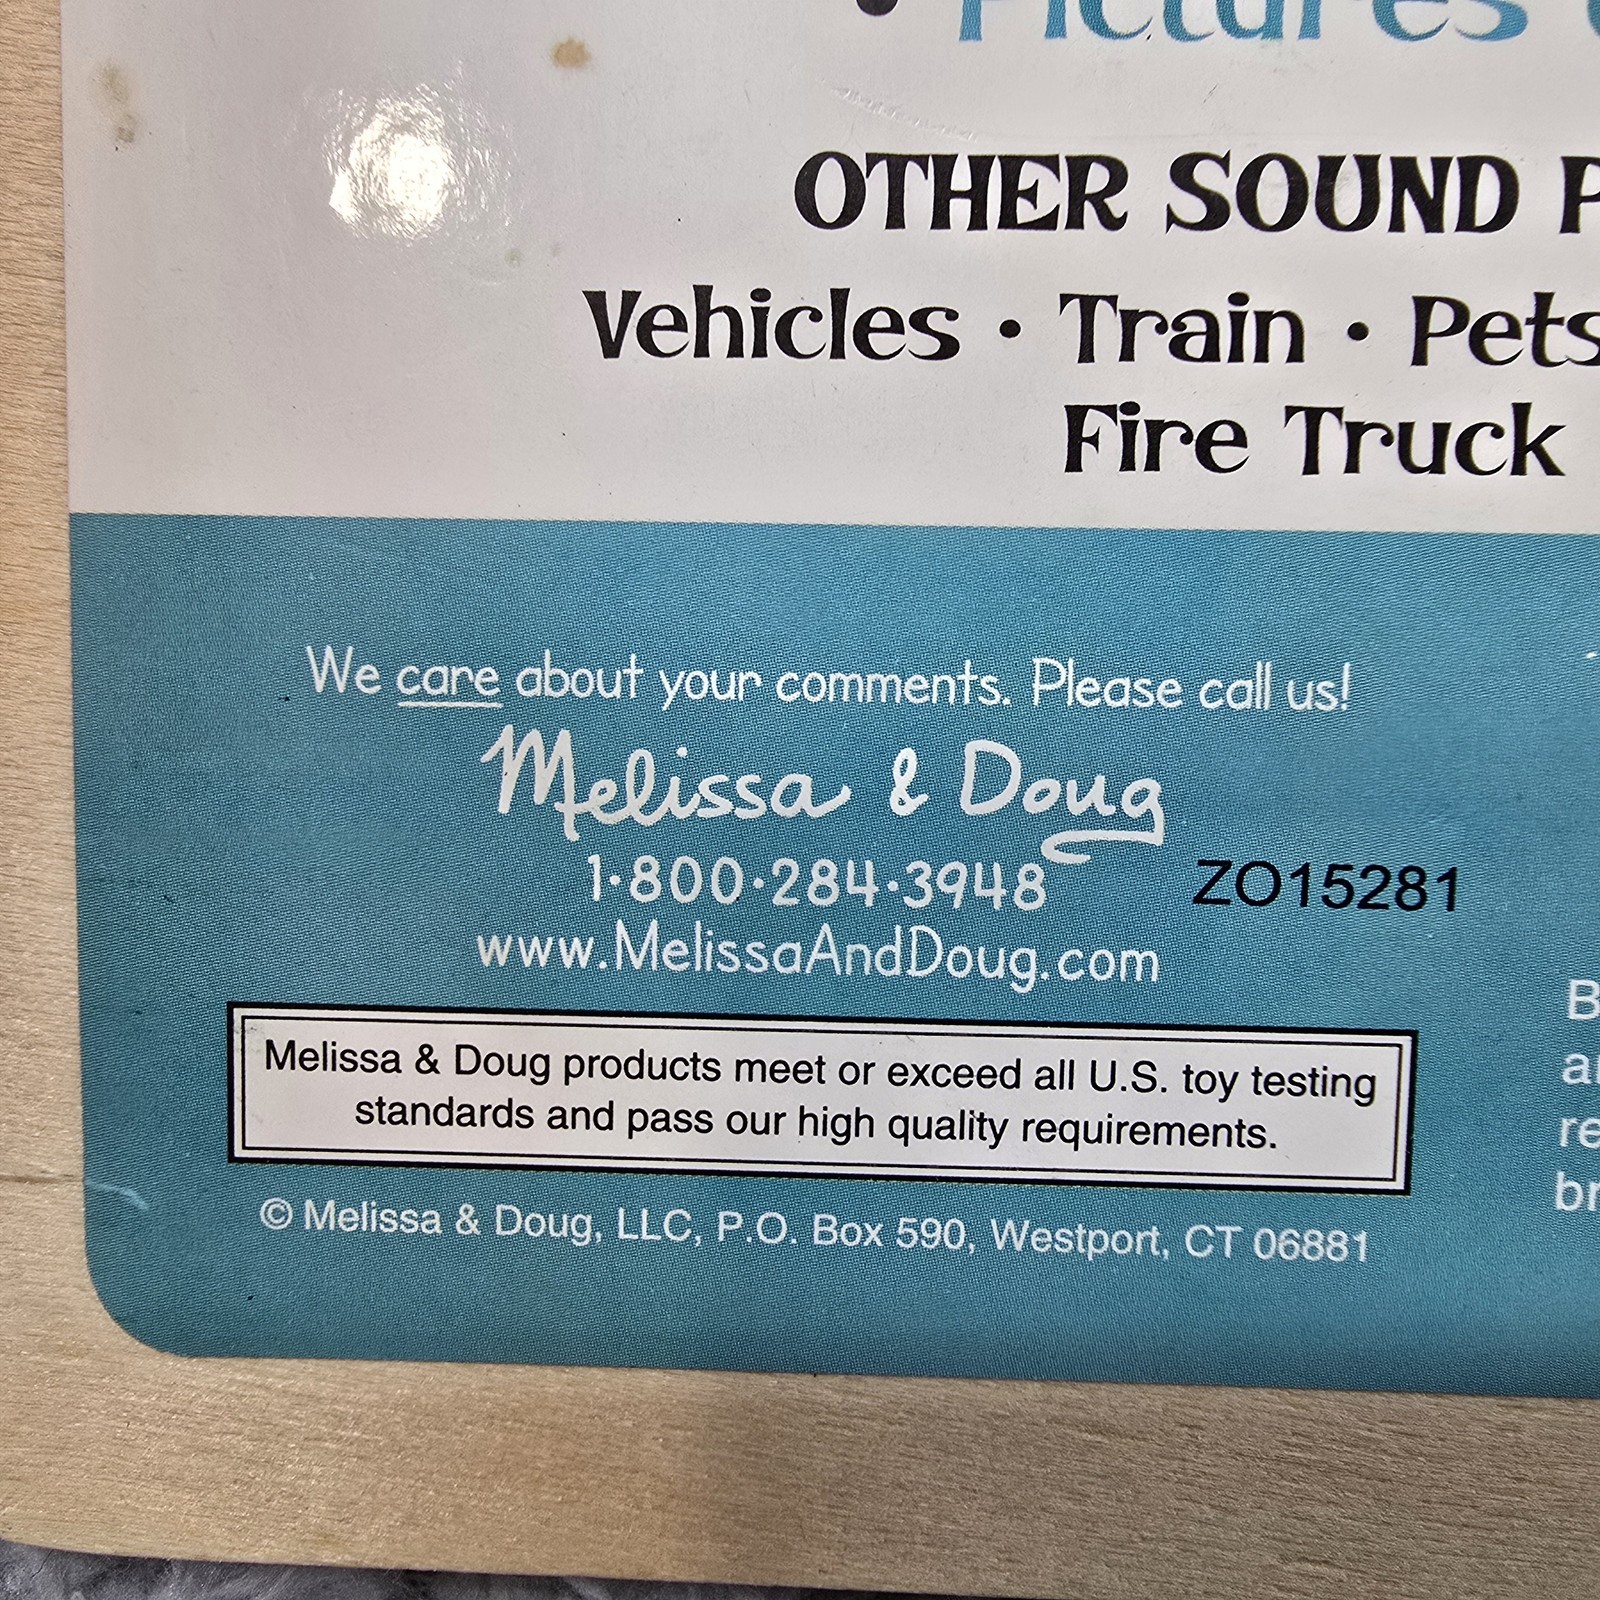 • Pictures
OTHER SOUND P
Vehicles • Train • Pets
Fire Truck
We care about your comments. Please call us!
Melissa & Doug
1·800·284·3948
ZO15281
www.MelissaAndDoug.com
Melissa & Doug products meet or exceed all U.S. toy testing
standards and pass our high quality requirements.
© Melissa & Doug, LLC, P.O. Box 590, Westport, CT 06881